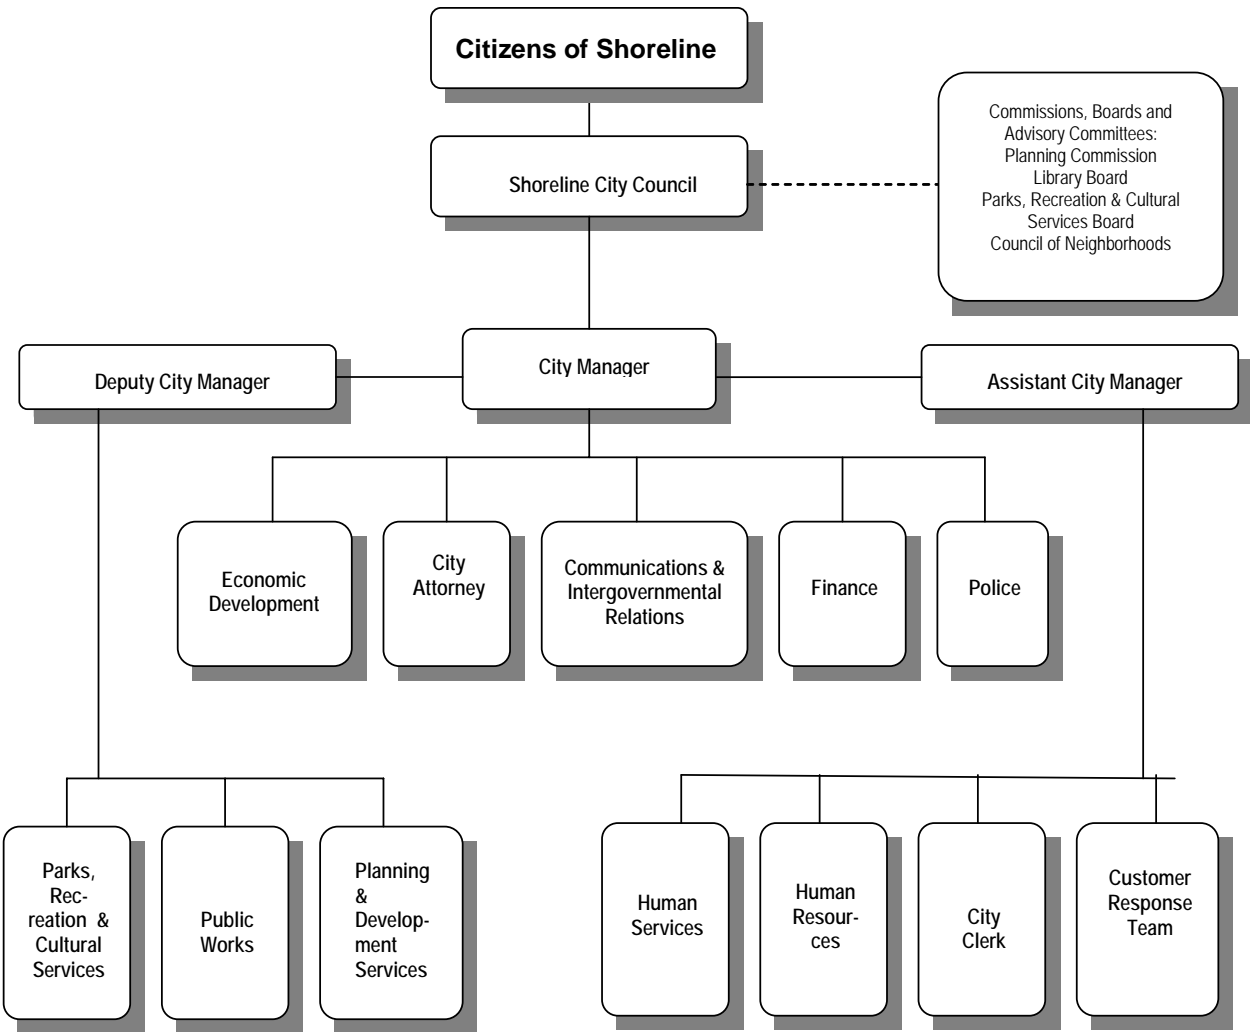 Citizens of Shoreline
Commissions, Boards and
Advisory Committees:
Planning Commission
Library Board
Parks, Recreation & Cultural
Services Board
Council of Neighborhoods
Shoreline City Council
City Manager
Deputy City Manager
Assistant City Manager
Economic
Development
City
Attorney
Communications &
Intergovernmental
Relations
Finance
Police
Parks,
Rec-
reation &
Cultural
Services
Public
Works
Planning
&
Develop-
ment
Services
Human
Services
Human
Resour-
ces
City
Clerk
Customer
Response
Team